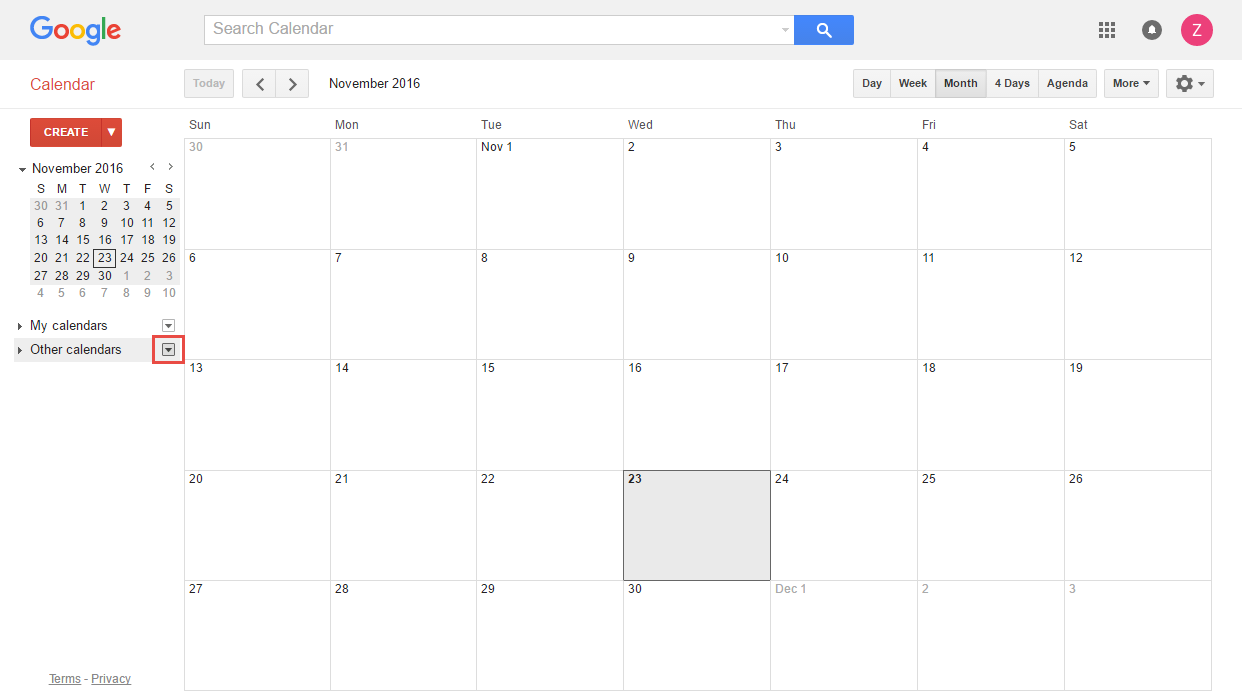 Google
Search Calendar
Z
Calendar
Today
November 2016
Day Week Month 4 Days Agenda
More
CREATE
November 2016
S M T W T F S
30 31 1 2 3 4 5
6 7 8 9 10 11 12
13 14 15 16 17 18 19
20 21 22 23 24 25 26
27 28 29 30 1 2 3
4 5 6 7 8 9 10
My calendars
Other calendars
Sun Mon Tue Wed Thu Fri Sat
30 31 Nov 1 2 3 4 5
6 7 8 9 10 11 12
13 14 15 16 17 18 19
20 21 22 23 24 25 26
27 28 29 30 Dec 1 2 3
Terms - Privacy